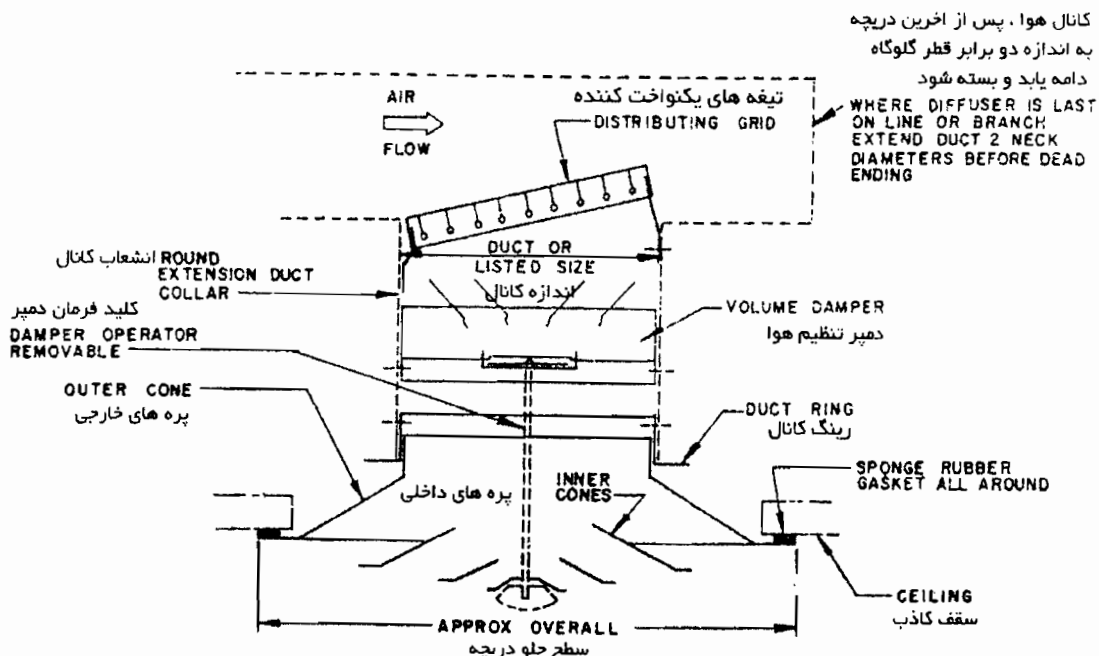 کانال هوا ، پس از اخرین دریچه
به اندازه دو برابر قطر گلوگاه
دامه یابد و بسته شود
WHERE DIFFUSER IS LAST
ON LINE OR BRANCH
EXTEND DUCT 2 NECK
DIAMETERS BEFORE DEAD
ENDING
AIR
FLOW
تیغه های یکنواخت کننده
DISTRIBUTING GRID
DUCT OR
LISTED SIZE
اندازه کانال
انشعاب کانال ROUND
EXTENSION DUCT
COLLAR
کلید فرمان دمپر
DAMPER OPERATOR
REMOVABLE
VOLUME DAMPER
دمپر تنظیم هوا
OUTER CONE
پره های خارجی
DUCT RING
رینگ کانال
پره های داخلی
INNER
CONES
SPONGE RUBBER
GASKET ALL AROUND
CEILING
سقف کاذب
APPROX OVERALL
سطح جلو دریچه